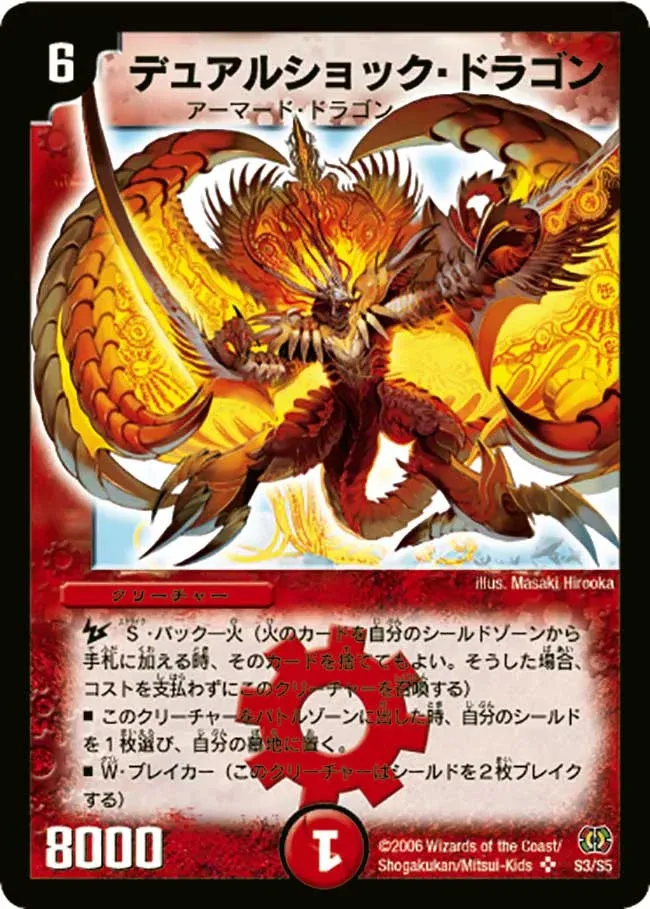 6
デュアルショック・ドラゴン
アーマード・ドラゴン
illus. Masaki Hirooka
クリーチャー
S・バック―火（火のカードを自分のシールドゾーンから
手札に加える時、そのカードを捨ててもよい。そうした場合、
コストを支払わずにこのクリーチャーを召喚する）
■ このクリーチャーをバトルゾーンに出した時、自分のシールド
を1枚選び、自分の墓地に置く。
■ W・ブレイカー（このクリーチャーはシールドを2枚ブレイク
する）
8000
1
©2006 Wizards of the Coast/
Shogakukan/Mitsui-Kids
S3/S5